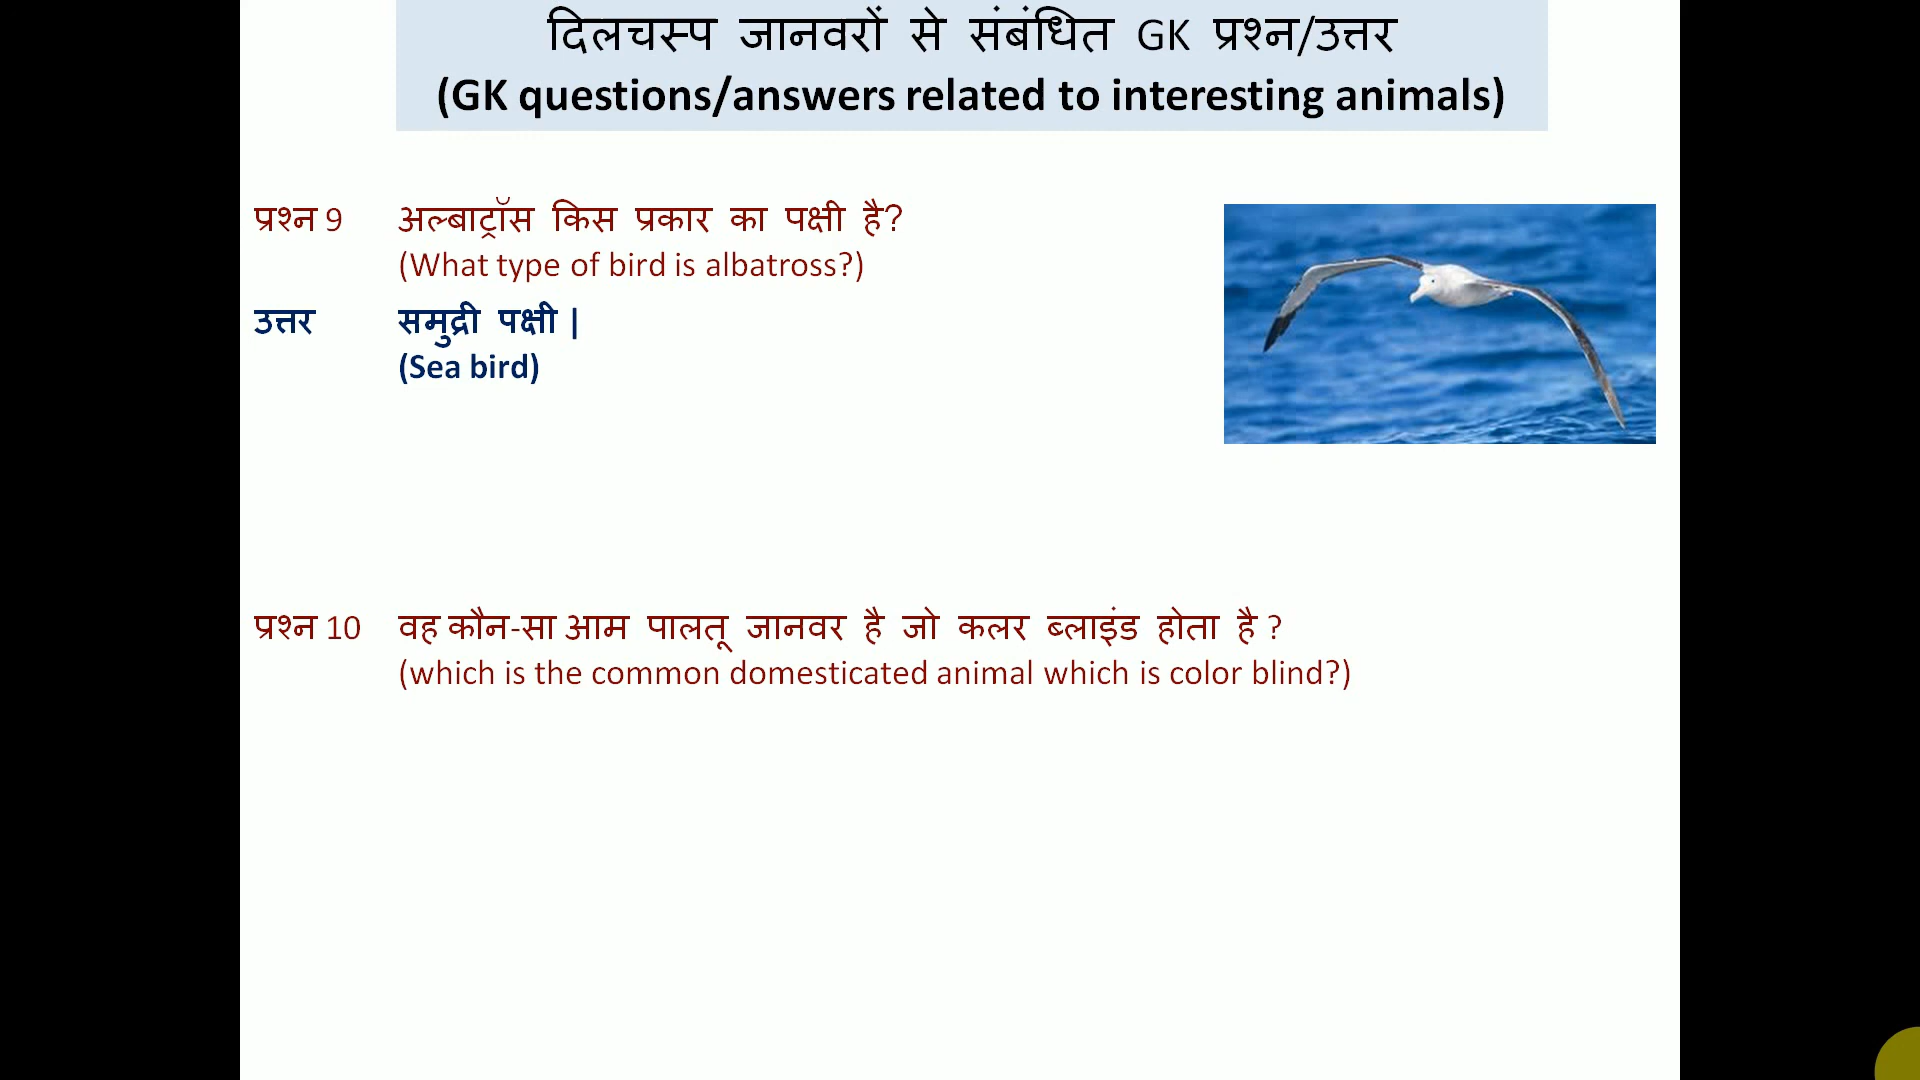 दिलचस्प जानवरों से संबंधित GK प्रश्न/उत्तर
(GK questions/answers related to interesting animals)
प्रश्न 9 अल्बाट्रॉस किस प्रकार का पक्षी है?
(What type of bird is albatross?)
उत्तर समुद्री पक्षी |
(Sea bird)
प्रश्न 10 वह कौन-सा आम पालतू जानवर है जो कलर ब्लाइंड होता है ?
(which is the common domesticated animal which is color blind?)